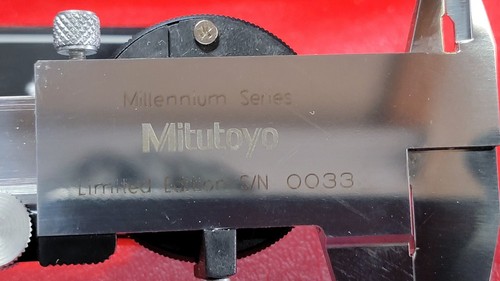 Millennium Series
Mitutoyo
Limited Edition S/N 0033